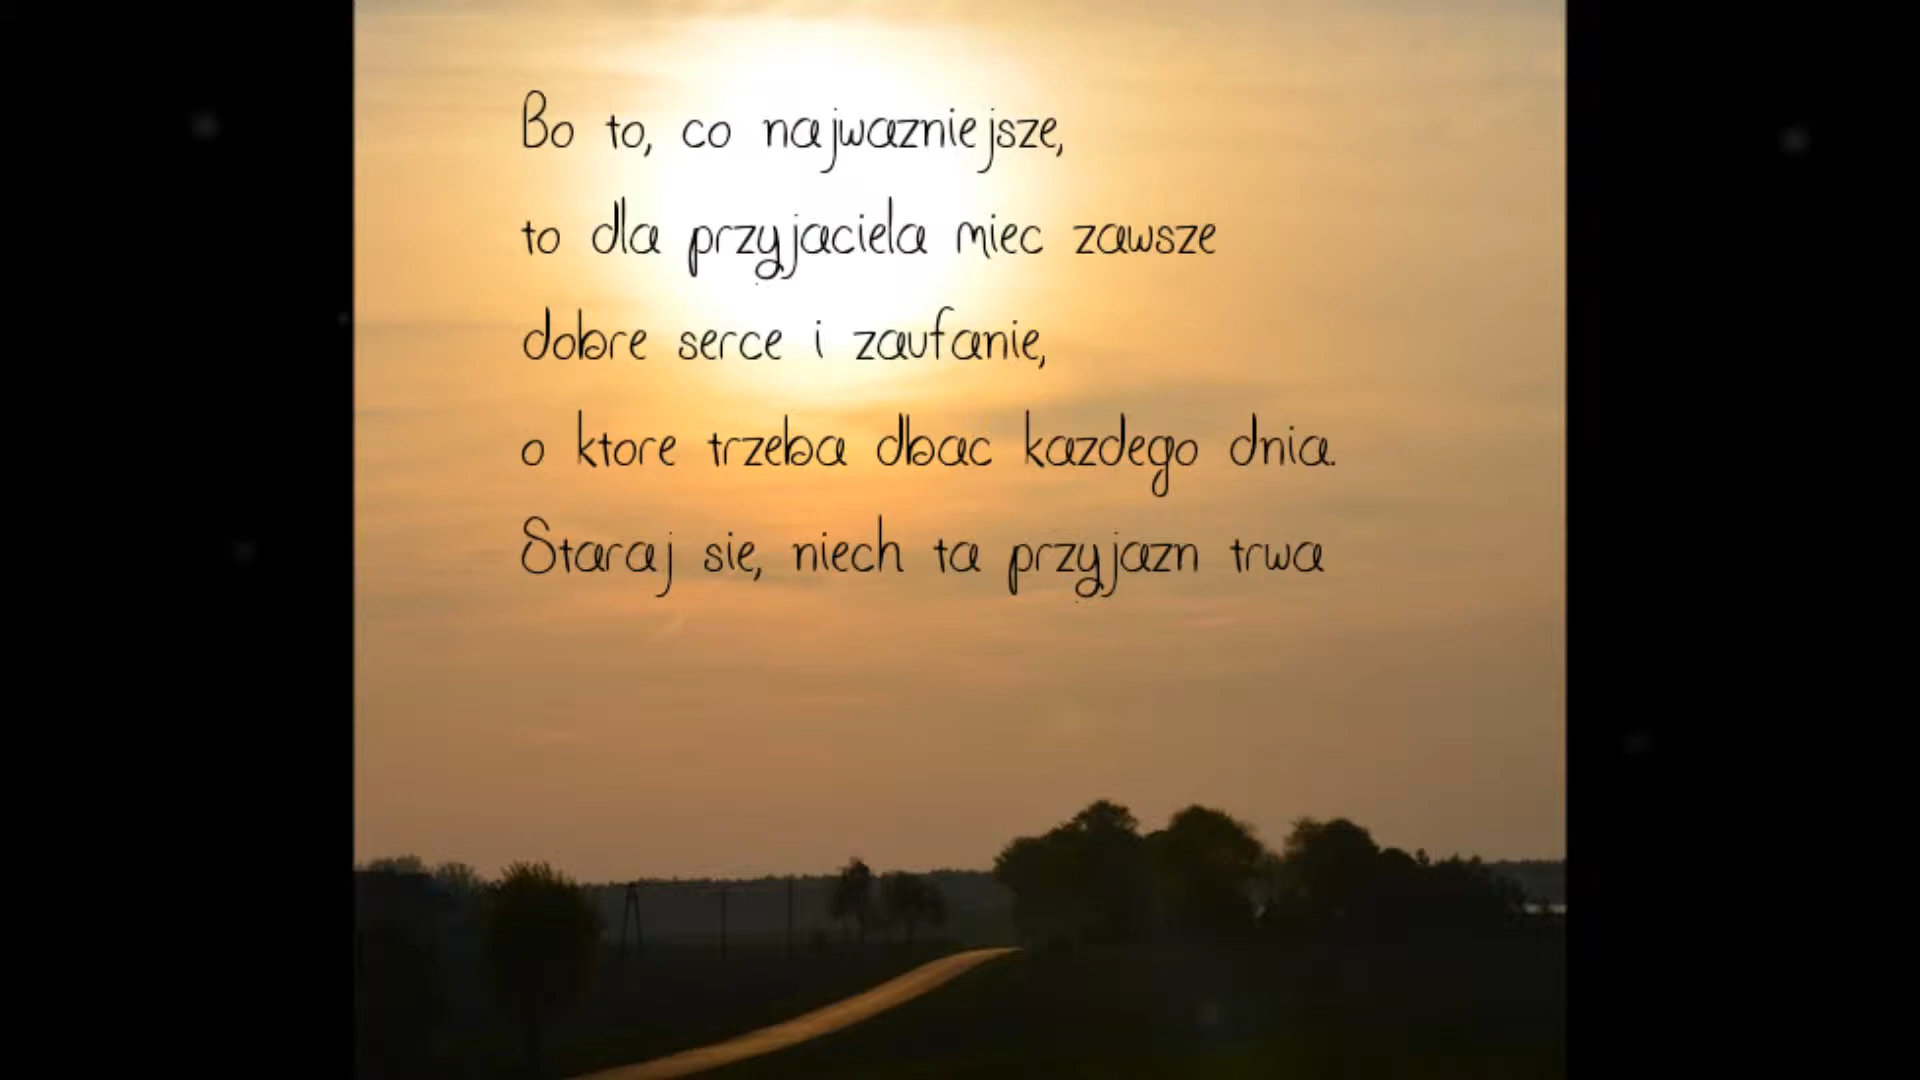 Bo to, co najwazniejsze,
to dla przyjaciela miec zawsze
dobre serce i zaufanie,
o ktore trzeba dbac kazdego dnia.
Staraj sie, niech ta przyjazn trwa